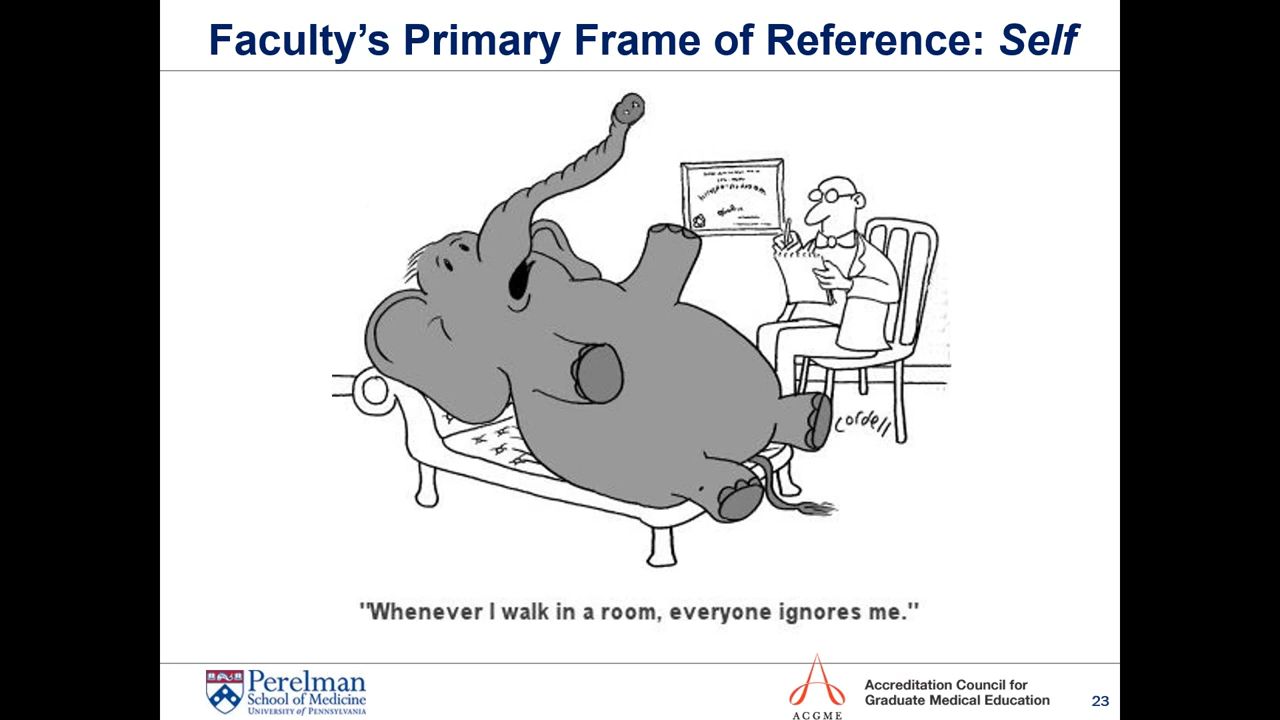 Faculty’s Primary Frame of Reference: Self
cordell
"Whenever I walk in a room, everyone ignores me."
Perelman
School of Medicine
UNIVERSITY of PENNSYLVANIA
ACGME
Accreditation Council for
Graduate Medical Education
23